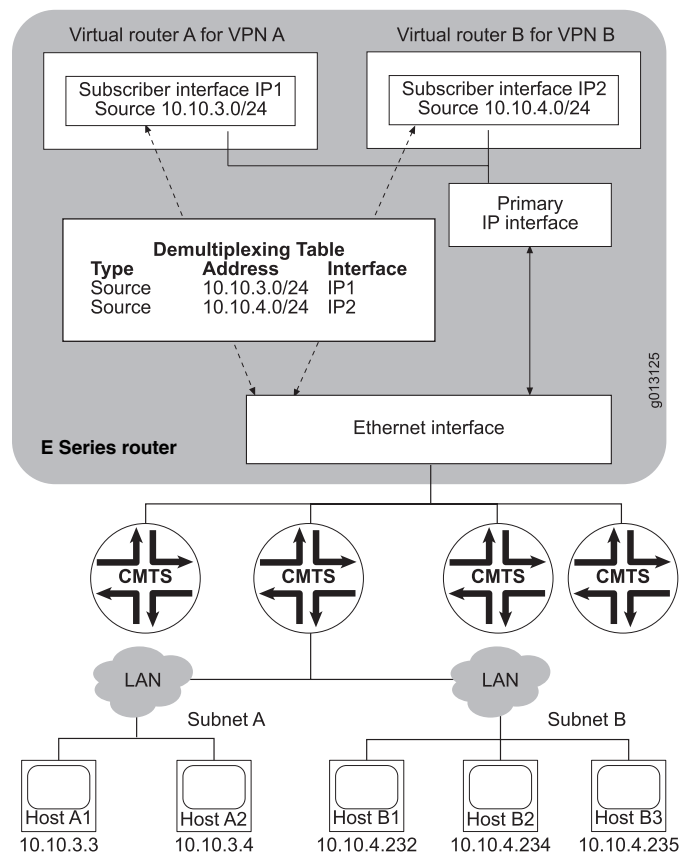 Virtual router A for VPN A
Virtual router B for VPN B
Subscriber interface IP1
Source 10.10.3.0/24
Subscriber interface IP2
Source 10.10.4.0/24
Primary
IP interface
Demultiplexing Table
Type Address Interface
Source 10.10.3.0/24 IP1
Source 10.10.4.0/24 IP2
g013125
Ethernet interface
E Series router
CMTS
CMTS
CMTS
CMTS
LAN
LAN
Subnet A
Subnet B
Host A1
Host A2
Host B1
Host B2
Host B3
10.10.3.3
10.10.3.4
10.10.4.232
10.10.4.234
10.10.4.235